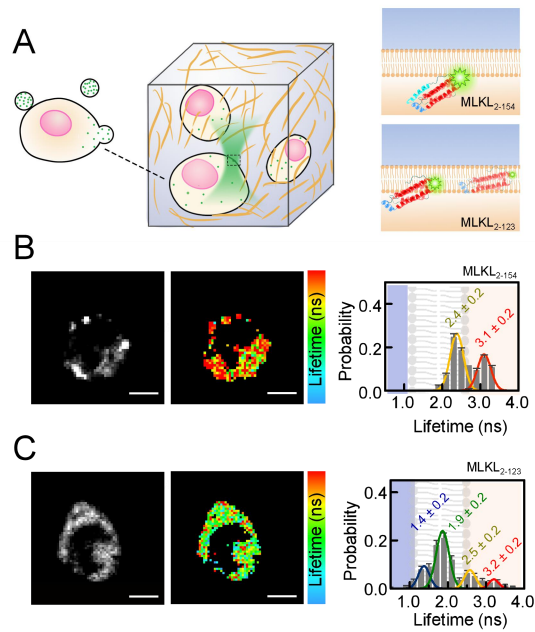 A
MLKL2-154
MLKL2-123
B
Lifetime (ns)
MLKL2-154
Probability
0.4
0.2
0.0
2.4 ± 0.2
3.1 ± 0.2
1.0 2.0 3.0 4.0
Lifetime (ns)
C
Lifetime (ns)
MLKL2-123
Probability
0.4
0.2
0.0
1.4 ± 0.2
1.9 ± 0.2
2.5 ± 0.2
3.2 ± 0.2
1.0 2.0 3.0 4.0
Lifetime (ns)